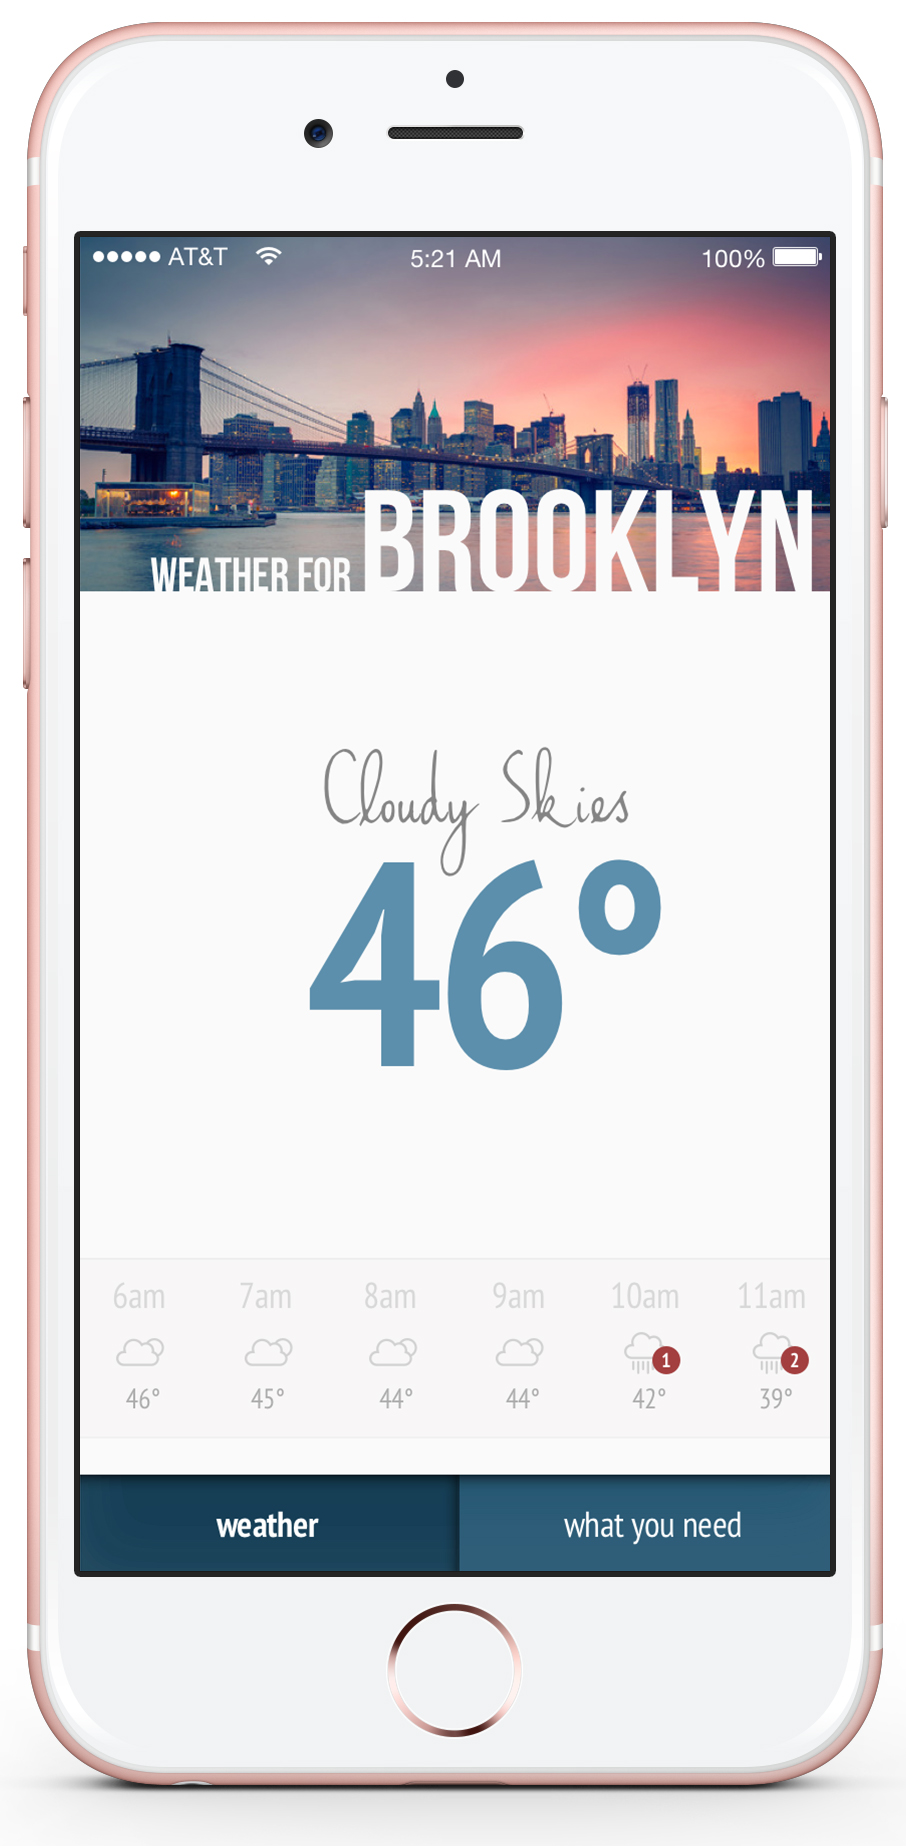 AT&T 5:21 AM 100%
WEATHER FOR BROOKLYN
Cloudy Skies
46°
6am 7am 8am 9am 10am 11am
1 2
46° 45° 44° 44° 42° 39°
weather what you need